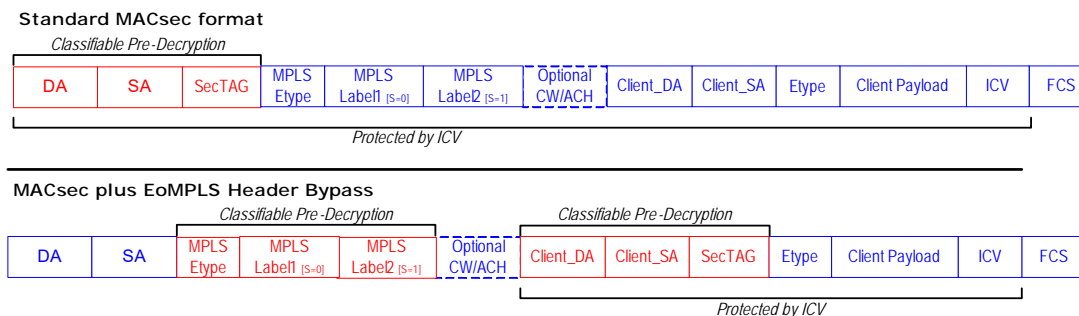 Standard MACsec format
Classifiable Pre-Decryption
DA SA SecTAG MPLS Etype MPLS Label1 [S=0] MPLS Label2 [S=1] Optional CW/ACH Client_DA Client_SA Etype Client Payload ICV FCS
Protected by ICV
MACsec plus EoMPLS Header Bypass
Classifiable Pre-Decryption Classifiable Pre-Decryption
DA SA MPLS Etype MPLS Label1 [S=0] MPLS Label2 [S=1] Optional CW/ACH Client_DA Client_SA SecTAG Etype Client Payload ICV FCS
Protected by ICV